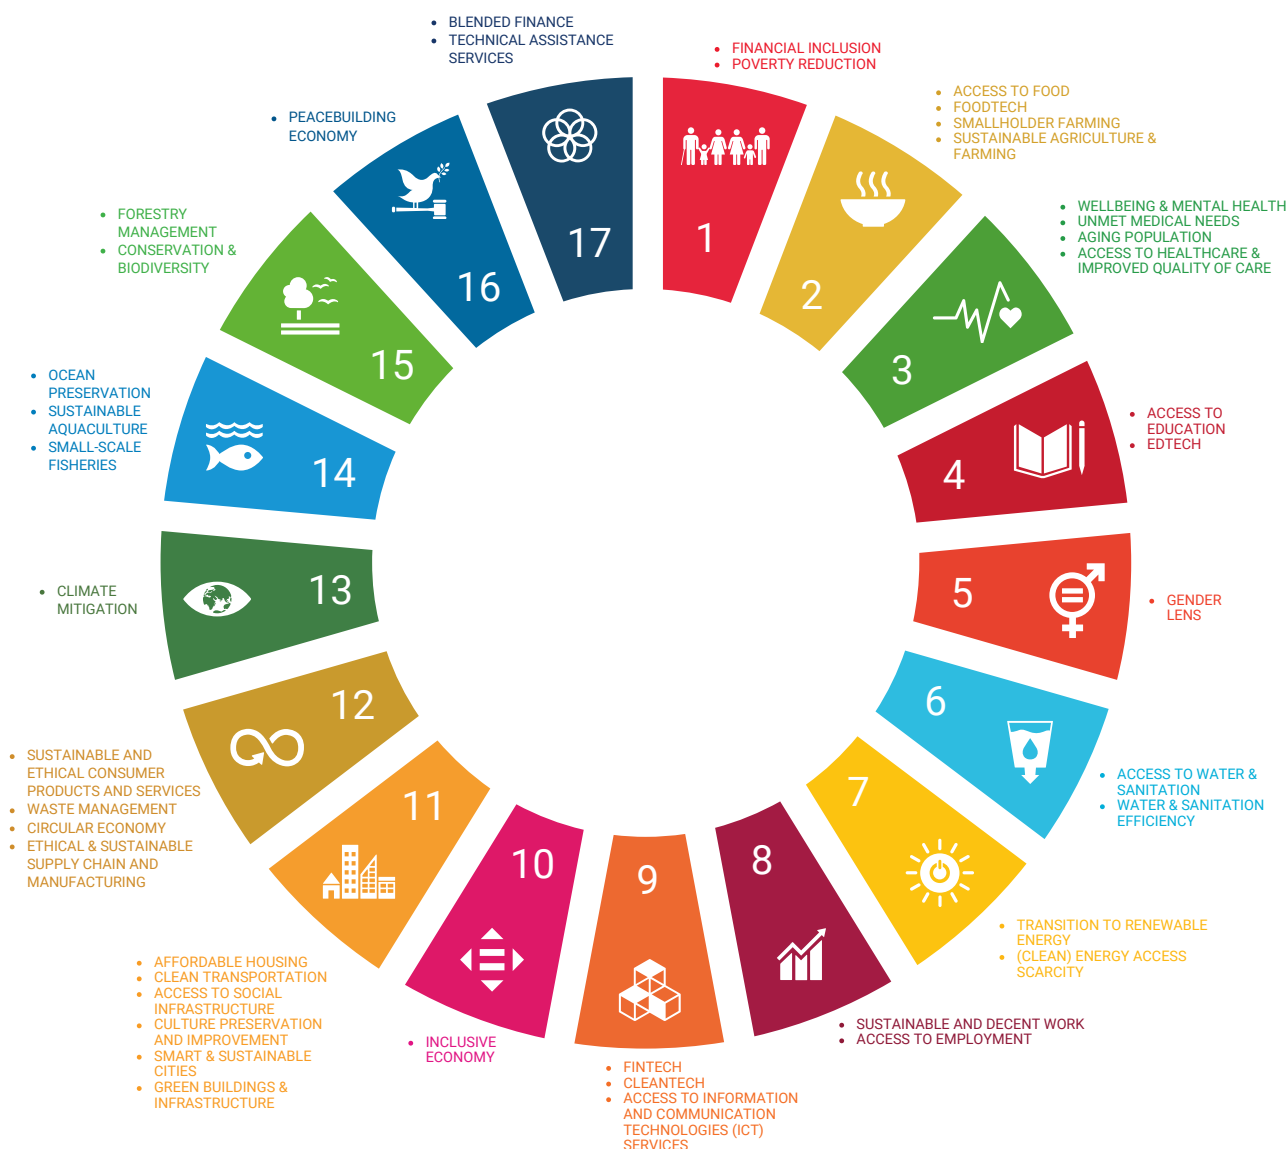 • BLENDED FINANCE
• TECHNICAL ASSISTANCE
SERVICES
17
• FINANCIAL INCLUSION
• POVERTY REDUCTION
1
• ACCESS TO FOOD
• FOODTECH
• SMALLHOLDER FARMING
• SUSTAINABLE AGRICULTURE &
FARMING
2
• WELLBEING & MENTAL HEALTH
• UNMET MEDICAL NEEDS
• AGING POPULATION
• ACCESS TO HEALTHCARE &
IMPROVED QUALITY OF CARE
3
• ACCESS TO
EDUCATION
• EDTECH
4
• GENDER
LENS
5
• ACCESS TO WATER &
SANITATION
• WATER & SANITATION
EFFICIENCY
6
• TRANSITION TO RENEWABLE
ENERGY
• (CLEAN) ENERGY ACCESS
SCARCITY
7
• SUSTAINABLE AND DECENT WORK
• ACCESS TO EMPLOYMENT
8
• FINTECH
• CLEANTECH
• ACCESS TO INFORMATION
AND COMMUNICATION
TECHNOLOGIES (ICT)
SERVICES
9
• INCLUSIVE
ECONOMY
10
• AFFORDABLE HOUSING
• CLEAN TRANSPORTATION
• ACCESS TO SOCIAL
INFRASTRUCTURE
• CULTURE PRESERVATION
AND IMPROVEMENT
• SMART & SUSTAINABLE
CITIES
• GREEN BUILDINGS &
INFRASTRUCTURE
11
• SUSTAINABLE AND
ETHICAL CONSUMER
PRODUCTS AND SERVICES
• WASTE MANAGEMENT
• CIRCULAR ECONOMY
• ETHICAL & SUSTAINABLE
SUPPLY CHAIN AND
MANUFACTURING
12
• CLIMATE
MITIGATION
13
• OCEAN
PRESERVATION
• SUSTAINABLE
AQUACULTURE
• SMALL-SCALE
FISHERIES
14
• FORESTRY
MANAGEMENT
• CONSERVATION &
BIODIVERSITY
15
• PEACEBUILDING
ECONOMY
16